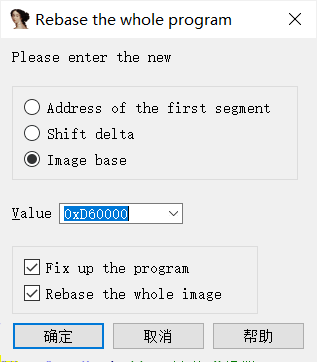 Rebase the whole program
Please enter the new
Address of the first segment
Shift delta
Image base
Value 0xD60000
Fix up the program
Rebase the whole image
确定 取消 帮助